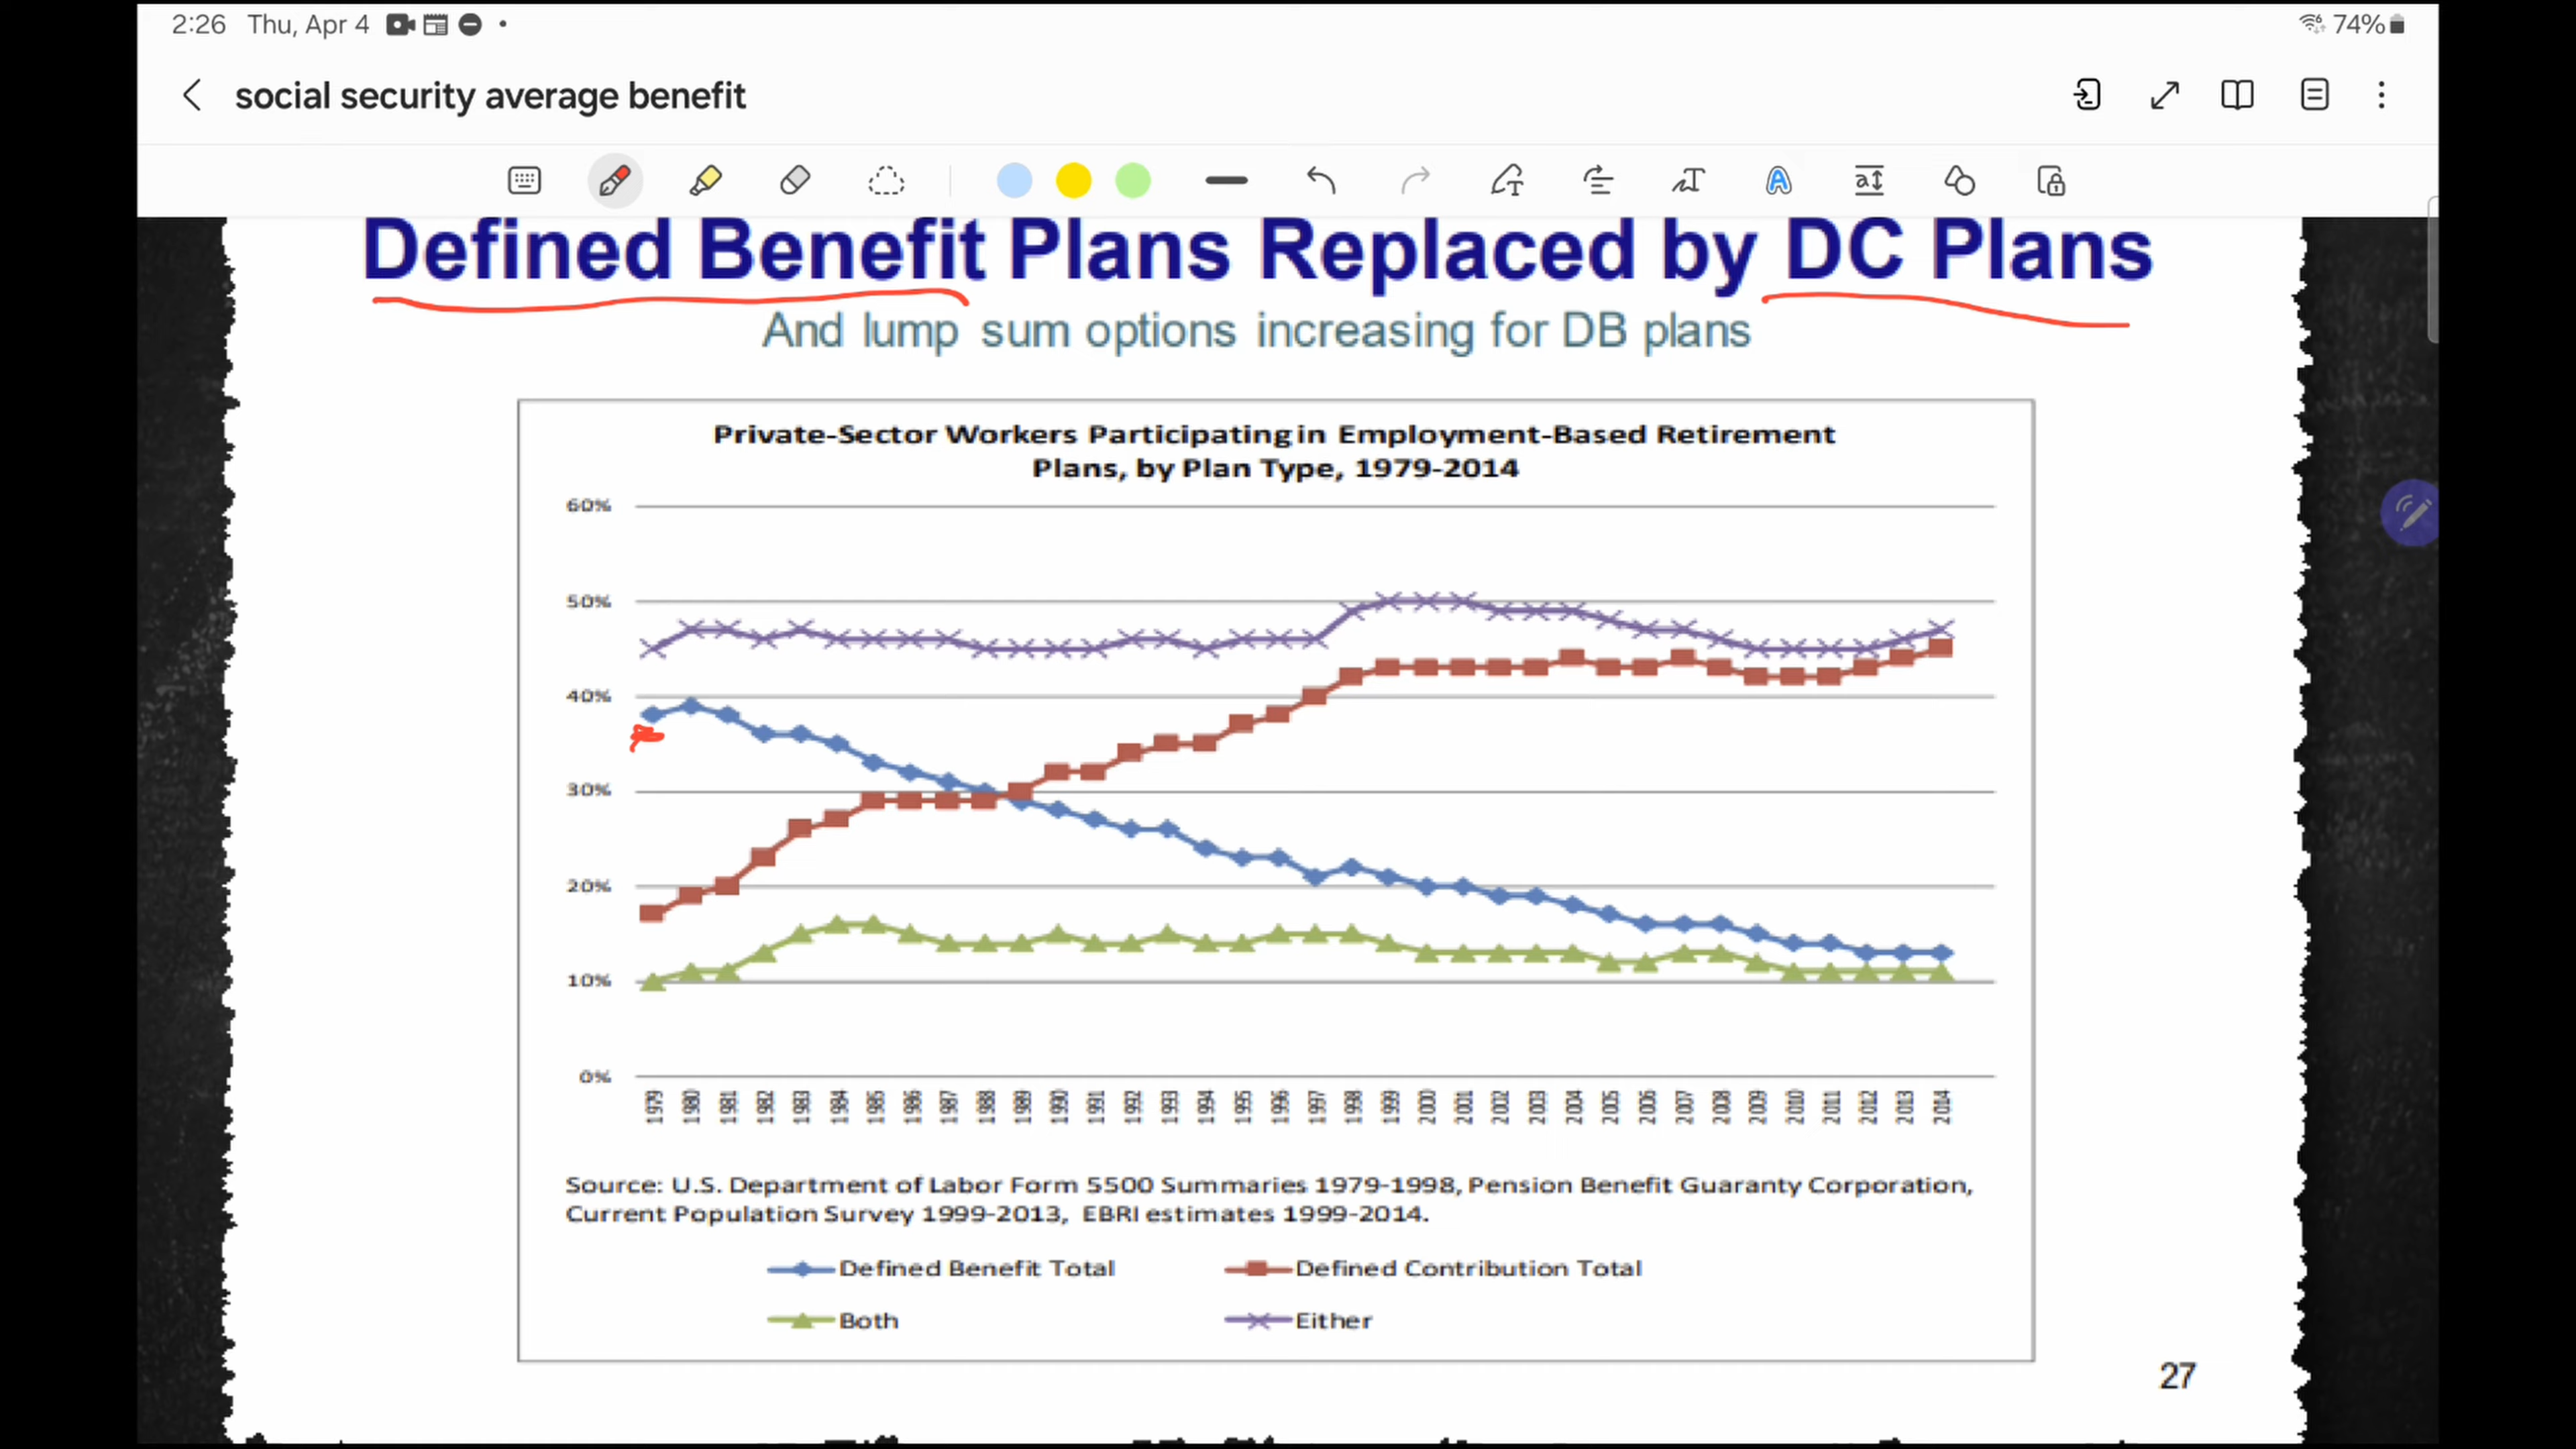 2:26 Thu, Apr 4
74%
social security average benefit
Defined Benefit Plans Replaced by DC Plans
And lump sum options increasing for DB plans
Private-Sector Workers Participating in Employment-Based Retirement
Plans, by Plan Type, 1979-2014
60%
50%
40%
30%
20%
10%
0%
1979 1980 1981 1982 1983 1984 1985 1986 1987 1988 1989 1990 1991 1992 1993 1994 1995 1996 1997 1998 1999 2000 2001 2002 2003 2004 2005 2006 2007 2008 2009 2010 2011 2012 2013 2014
Source: U.S. Department of Labor Form 5500 Summaries 1979-1998, Pension Benefit Guaranty Corporation,
Current Population Survey 1999-2013, EBRI estimates 1999-2014.
Defined Benefit Total Defined Contribution Total
Both Either
27